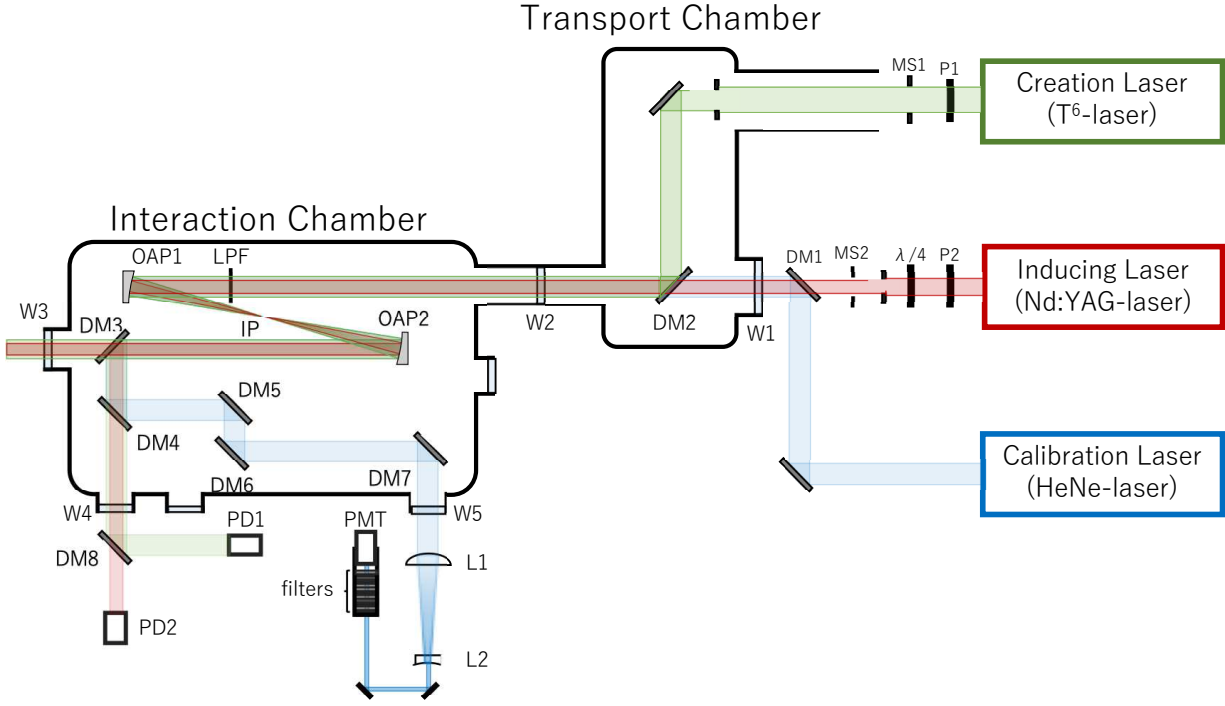 Transport Chamber
MS1
P1
Creation Laser
(T⁶-laser)
Interaction Chamber
OAP1
LPF
DM1
MS2
λ/4
P2
Inducing Laser
(Nd:YAG-laser)
W3
DM3
IP
OAP2
W2
DM2
W1
DM5
DM4
DM6
DM7
Calibration Laser
(HeNe-laser)
W4
PD1
PMT
W5
DM8
L1
filters
PD2
L2